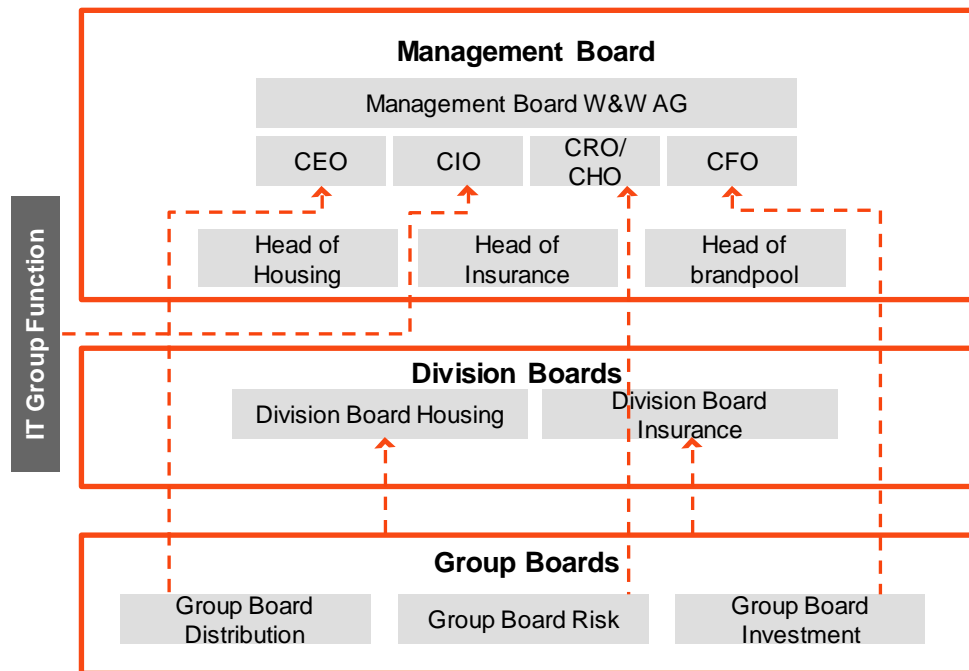 Management Board
Management Board W&W AG
CEO
CIO
CRO/
CHO
CFO
Head of
Housing
Head of
Insurance
Head of
brandpool
IT Group Function
Division Boards
Division Board Housing
Division Board
Insurance
Group Boards
Group Board
Distribution
Group Board Risk
Group Board
Investment